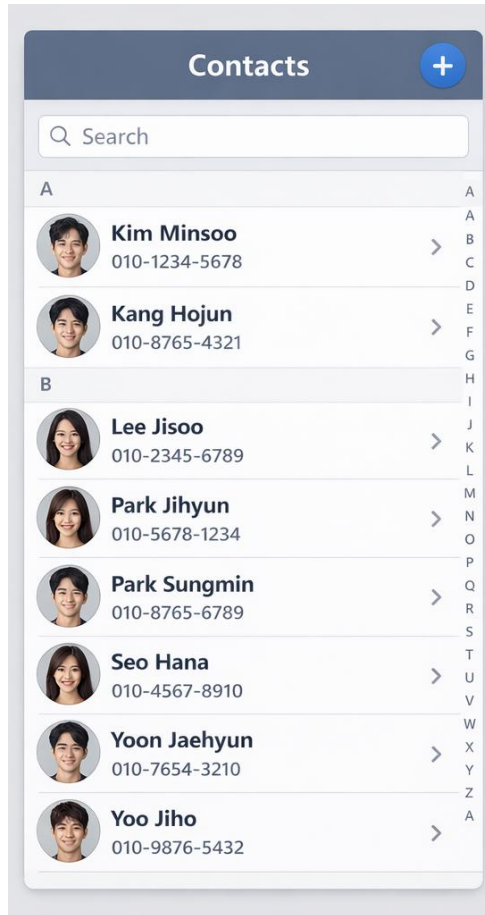 Contacts
+
Search
A
Kim Minsoo
010-1234-5678
Kang Hojun
010-8765-4321
B
Lee Jisoo
010-2345-6789
Park Jihyun
010-5678-1234
Park Sungmin
010-8765-6789
Seo Hana
010-4567-8910
Yoon Jaehyun
010-7654-3210
Yoo Jiho
010-9876-5432
A
A
B
C
D
E
F
G
H
I
J
K
L
M
N
O
P
Q
R
S
T
U
V
W
X
Y
Z
A